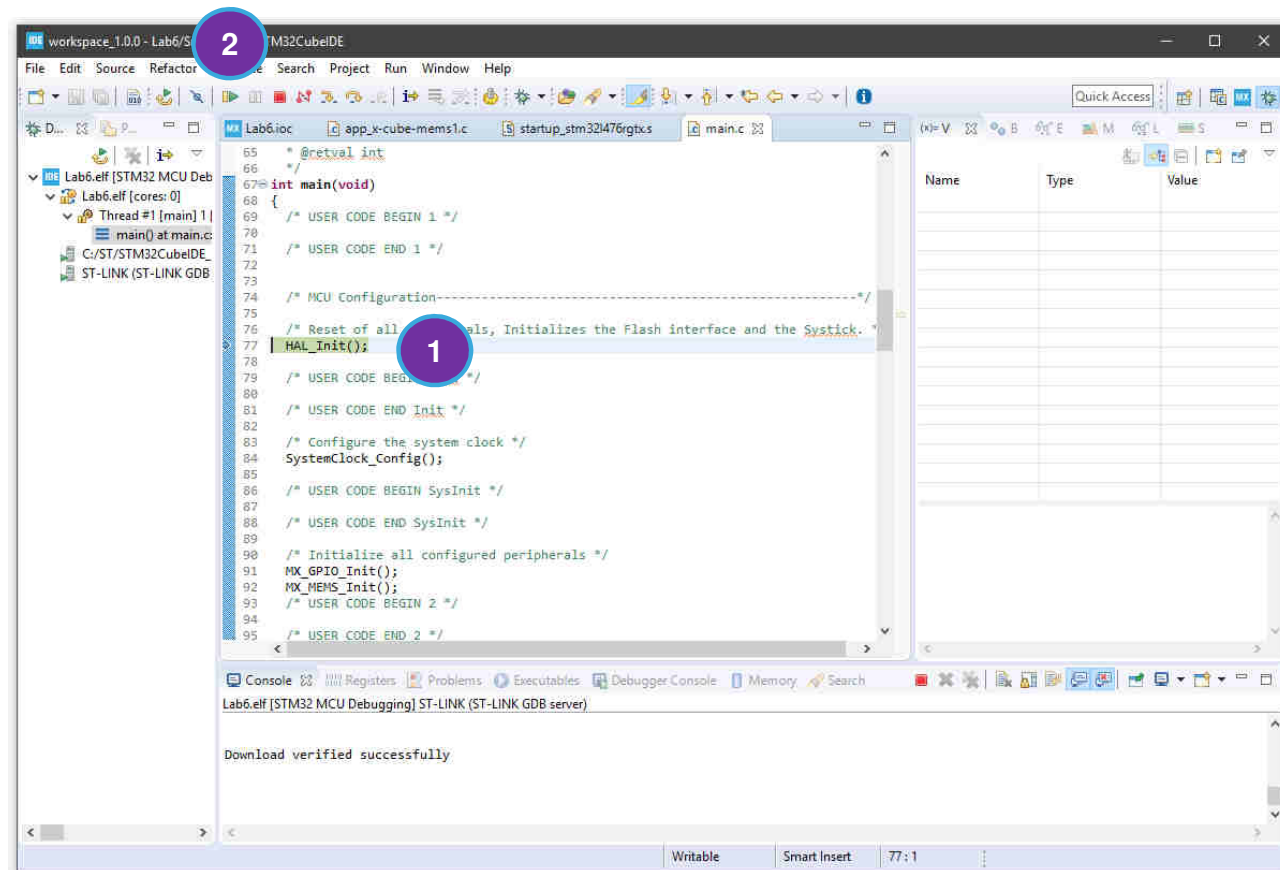 workspace_1.0.0 - Lab6/S
2
M32CubeIDE
File Edit Source Refactor Search Project Run Window Help
Quick Access
D...
P...
Lab6.ioc
app_x-cube-mems1.c
startup_stm32l476rgtx.s
main.c
(x)= V
B
E
M
L
S
Lab6.elf [STM32 MCU Deb
Lab6.elf [cores: 0]
Thread #1 [main] 1 [
main() at main.c:
C:/ST/STM32CubeIDE_
ST-LINK (ST-LINK GDB
65 * @retval int
66 */
67 int main(void)
68 {
69 /* USER CODE BEGIN 1 */
70
71 /* USER CODE END 1 */
72
73
74 /* MCU Configuration--------------------------------------------------------*/
75
76 /* Reset of all als, Initializes the Flash interface and the Systick. *
77 HAL_Init();
1
78
79 /* USER CODE BEGI */
80
81 /* USER CODE END Init */
82
83 /* Configure the system clock */
84 SystemClock_Config();
85
86 /* USER CODE BEGIN SysInit */
87
88 /* USER CODE END SysInit */
89
90 /* Initialize all configured peripherals */
91 MX_GPIO_Init();
92 MX_MEMS_Init();
93 /* USER CODE BEGIN 2 */
94
95 /* USER CODE END 2 */
Name Type Value
Console Registers Problems Executables Debugger Console Memory Search
Lab6.elf [STM32 MCU Debugging] ST-LINK (ST-LINK GDB server)
Download verified successfully
Writable Smart Insert 77 : 1